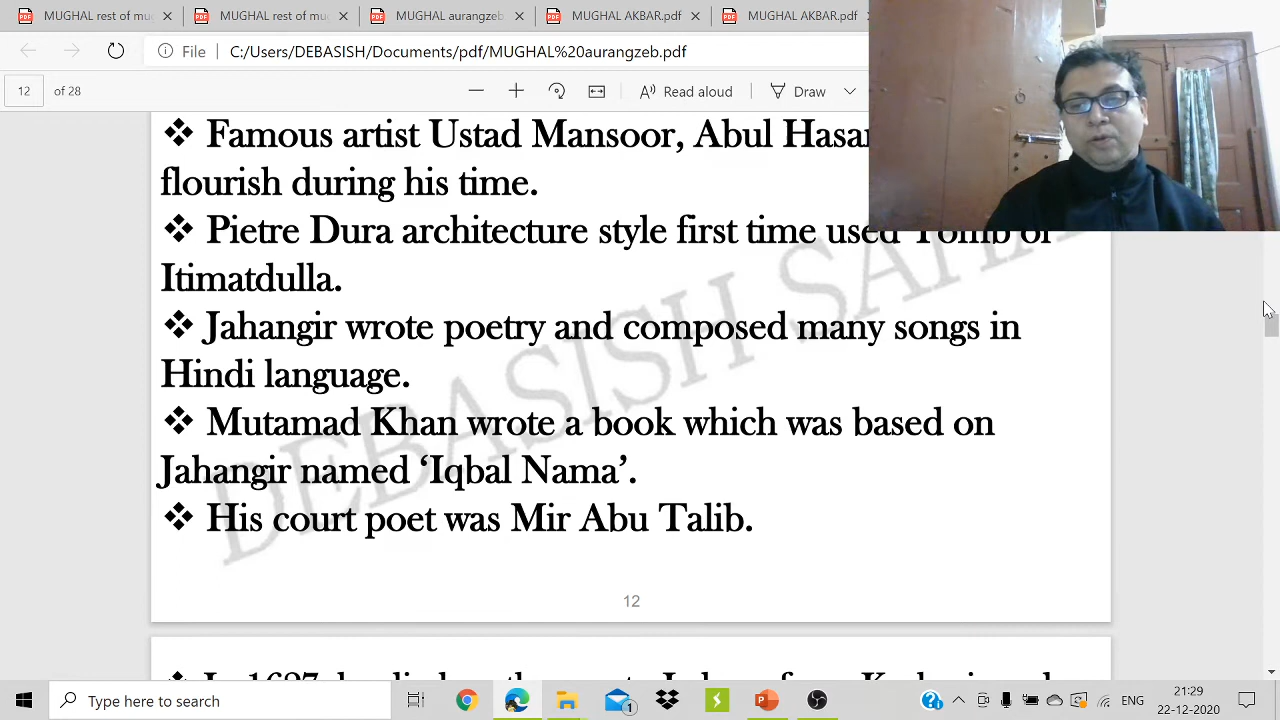 MUGHAL rest of mu MUGHAL rest of mu MUGHAL aurangzeb MUGHAL AKBAR.pdf MUGHAL AKBAR.pdf
File C:/Users/DEBASISH/Documents/pdf/MUGHAL%20aurangzeb.pdf
12 of 28 Read aloud Draw
❖ Famous artist Ustad Mansoor, Abul Hasan
flourish during his time.
❖ Pietre Dura architecture style first time used Tomb of
Itimatdulla.
❖ Jahangir wrote poetry and composed many songs in
Hindi language.
❖ Mutamad Khan wrote a book which was based on
Jahangir named ‘Iqbal Nama’.
❖ His court poet was Mir Abu Talib.
DEBASISH
12
Type here to search
ENG
21:29
22-12-2020